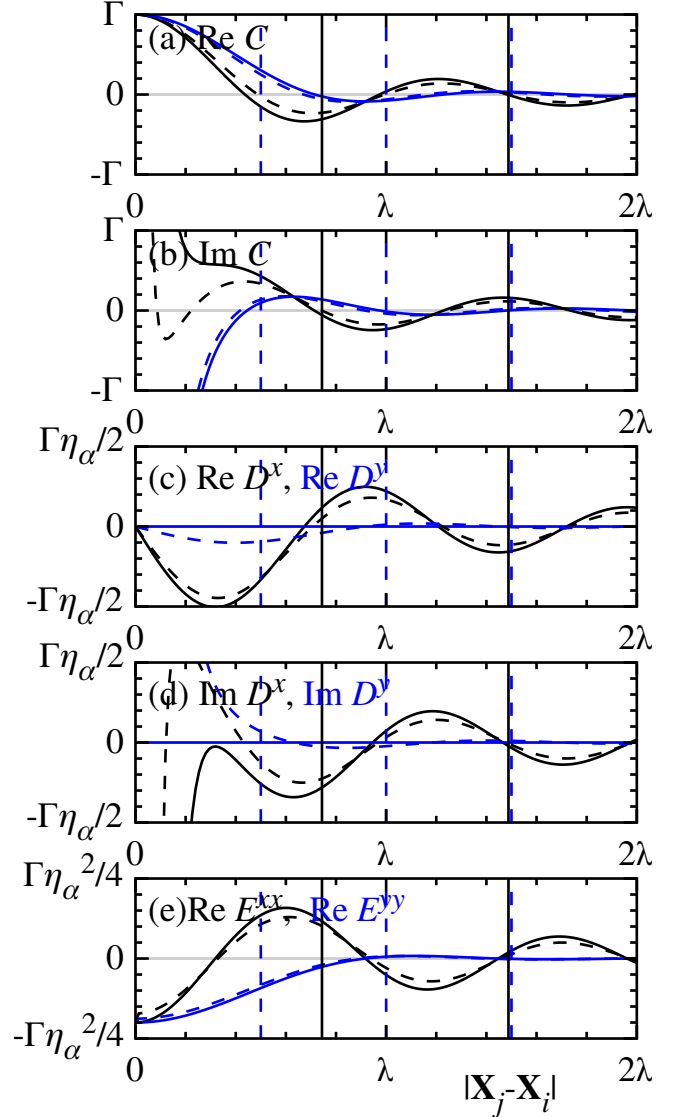 Γ
(a) Re C
0
-Γ
0 λ 2λ
Γ
(b) Im C
0
-Γ
0 λ 2λ
Γη_α/2
(c) Re D^x, Re D^y
0
-Γη_α/2
0 λ 2λ
Γη_α/2
(d) Im D^x, Im D^y
0
-Γη_α/2
0 λ 2λ
Γη_α^2/4
(e)Re E^xx, Re E^yy
0
-Γη_α^2/4
0 λ 2λ
|X_j-X_i|